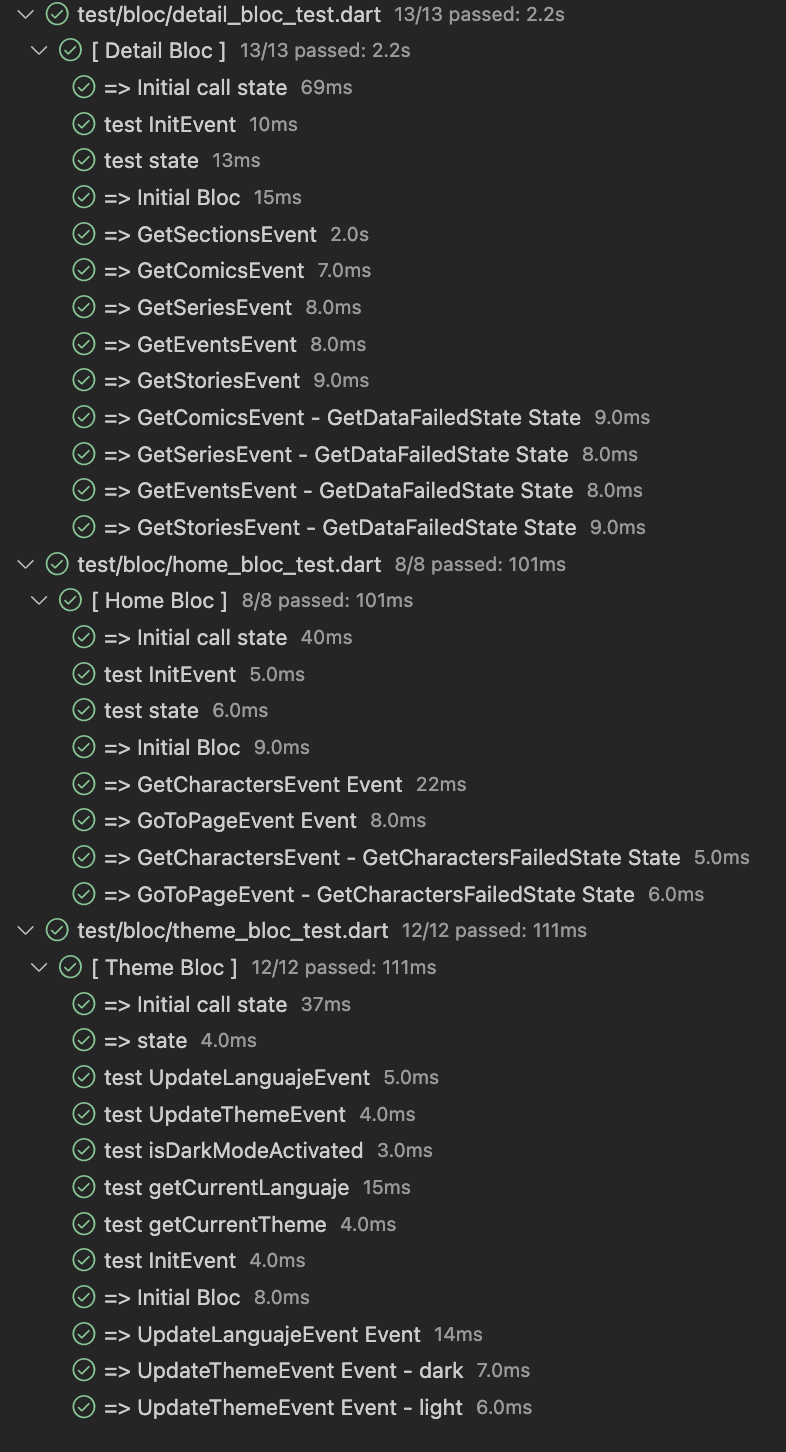 test/bloc/detail_bloc_test.dart 13/13 passed: 2.2s
[ Detail Bloc ] 13/13 passed: 2.2s
=> Initial call state 69ms
test InitEvent 10ms
test state 13ms
=> Initial Bloc 15ms
=> GetSectionsEvent 2.0s
=> GetComicsEvent 7.0ms
=> GetSeriesEvent 8.0ms
=> GetEventsEvent 8.0ms
=> GetStoriesEvent 9.0ms
=> GetComicsEvent - GetDataFailedState State 9.0ms
=> GetSeriesEvent - GetDataFailedState State 8.0ms
=> GetEventsEvent - GetDataFailedState State 8.0ms
=> GetStoriesEvent - GetDataFailedState State 9.0ms
test/bloc/home_bloc_test.dart 8/8 passed: 101ms
[ Home Bloc ] 8/8 passed: 101ms
=> Initial call state 40ms
test InitEvent 5.0ms
test state 6.0ms
=> Initial Bloc 9.0ms
=> GetCharactersEvent Event 22ms
=> GoToPageEvent Event 8.0ms
=> GetCharactersEvent - GetCharactersFailedState State 5.0ms
=> GoToPageEvent - GetCharactersFailedState State 6.0ms
test/bloc/theme_bloc_test.dart 12/12 passed: 111ms
[ Theme Bloc ] 12/12 passed: 111ms
=> Initial call state 37ms
=> state 4.0ms
test UpdateLanguajeEvent 5.0ms
test UpdateThemeEvent 4.0ms
test isDarkModeActivated 3.0ms
test getCurrentLanguaje 15ms
test getCurrentTheme 4.0ms
test InitEvent 4.0ms
=> Initial Bloc 8.0ms
=> UpdateLanguajeEvent Event 14ms
=> UpdateThemeEvent Event - dark 7.0ms
=> UpdateThemeEvent Event - light 6.0ms